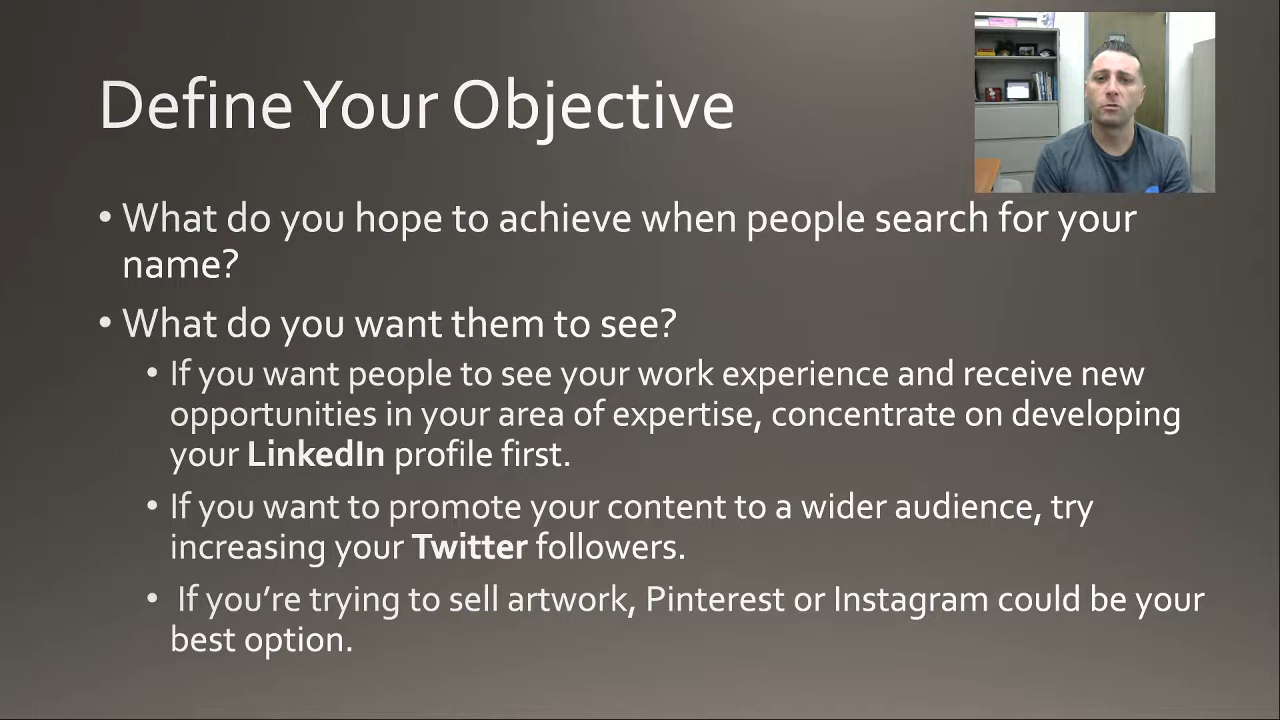 Define Your Objective
• What do you hope to achieve when people search for your
name?
• What do you want them to see?
• If you want people to see your work experience and receive new
opportunities in your area of expertise, concentrate on developing
your LinkedIn profile first.
• If you want to promote your content to a wider audience, try
increasing your Twitter followers.
• If you’re trying to sell artwork, Pinterest or Instagram could be your
best option.